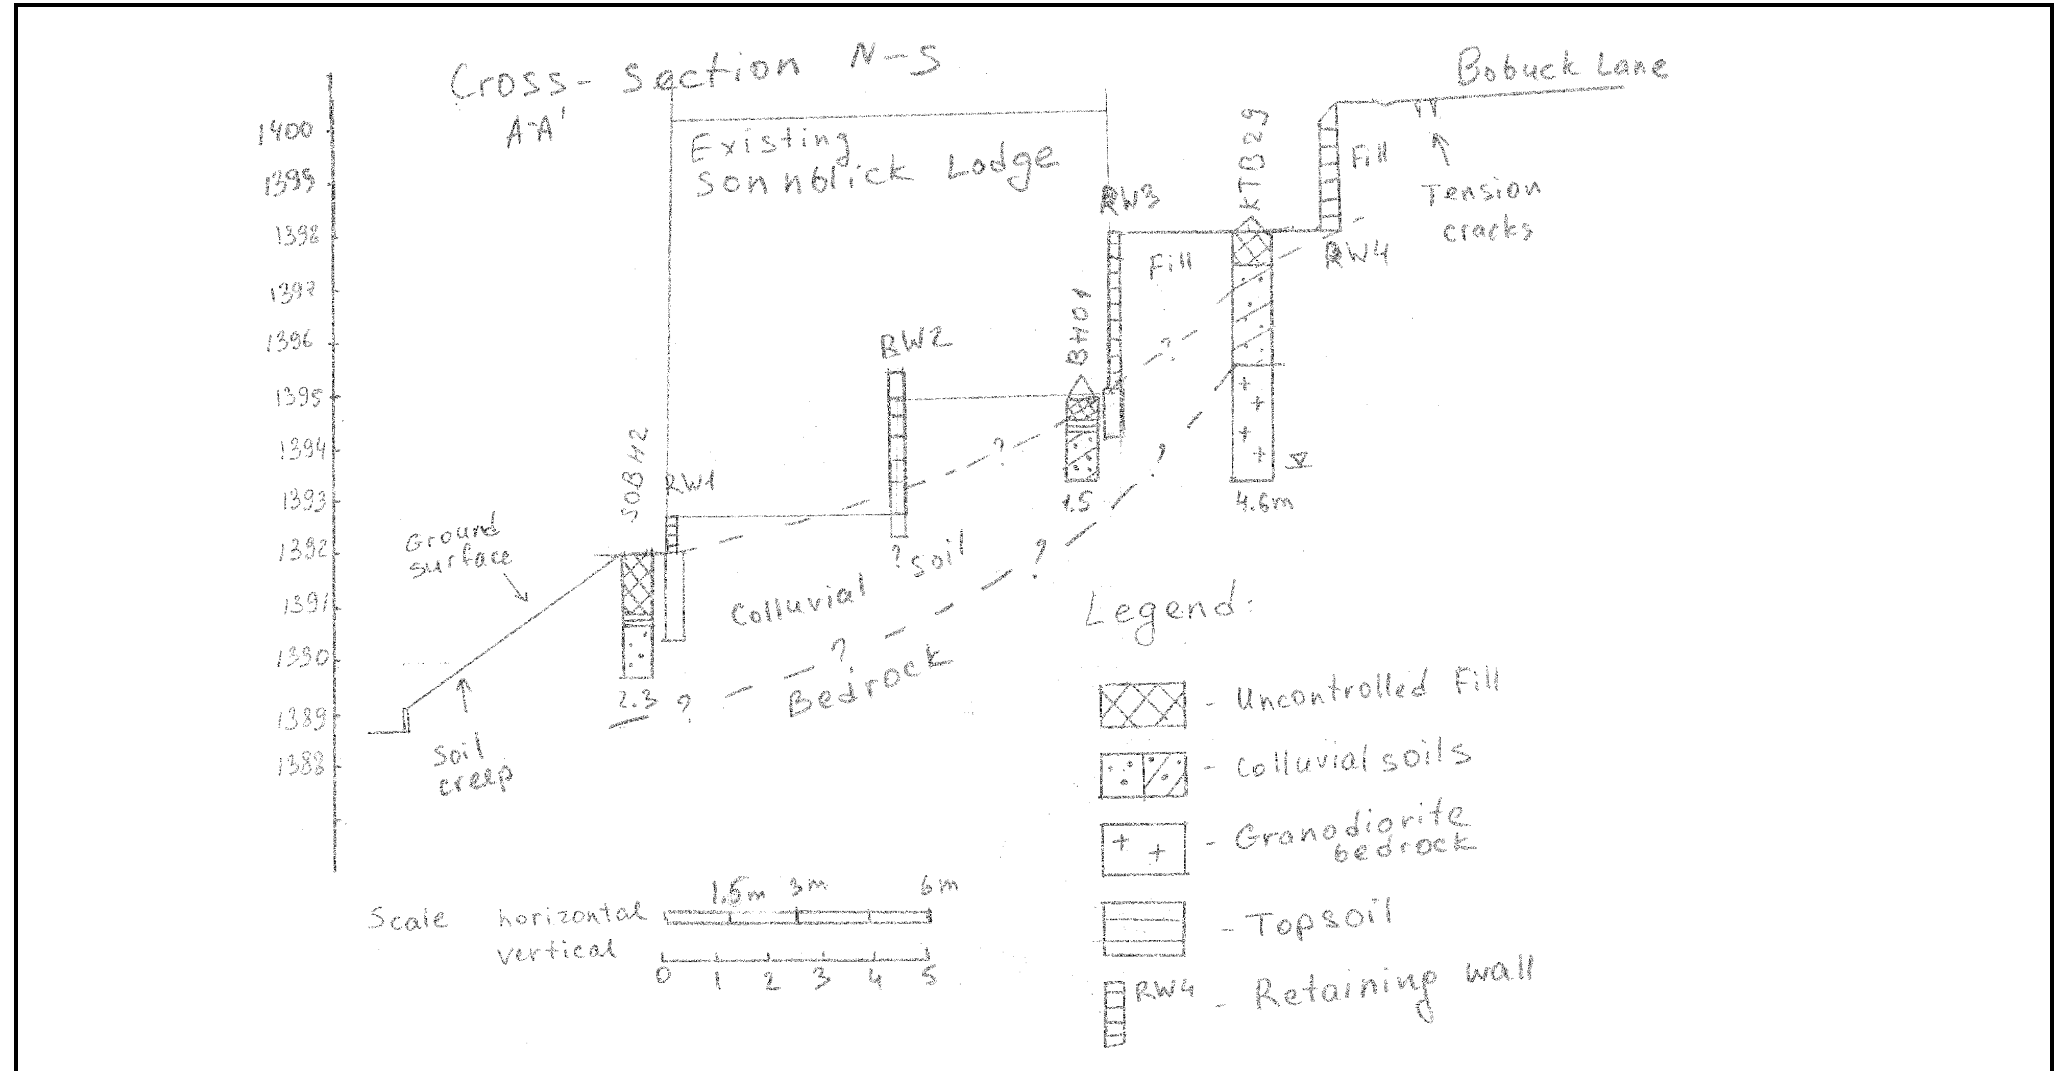 Cross-Section N-S
A-A'
Bobuck Lane
1400
1399
1398
1397
1396
1395
1394
1393
1392
1391
1390
1389
1388
Existing
Sonnblick Lodge
KTB29
Fill
Tension
cracks
RW3
RW4
Fill
BH01
?
RW2
?
1.5
?
4.6m
SOBH2
RW1
Ground
surface
?
soil
?
Colluvial
?
Bedrock
2.3
?
Soil
creep
Legend:
- Uncontrolled Fill
- Colluvial soils
- Granodiorite
bedrock
- Topsoil
RW4 - Retaining wall
Scale horizontal
1.5m 3m 6m
vertical
0 1 2 3 4 5